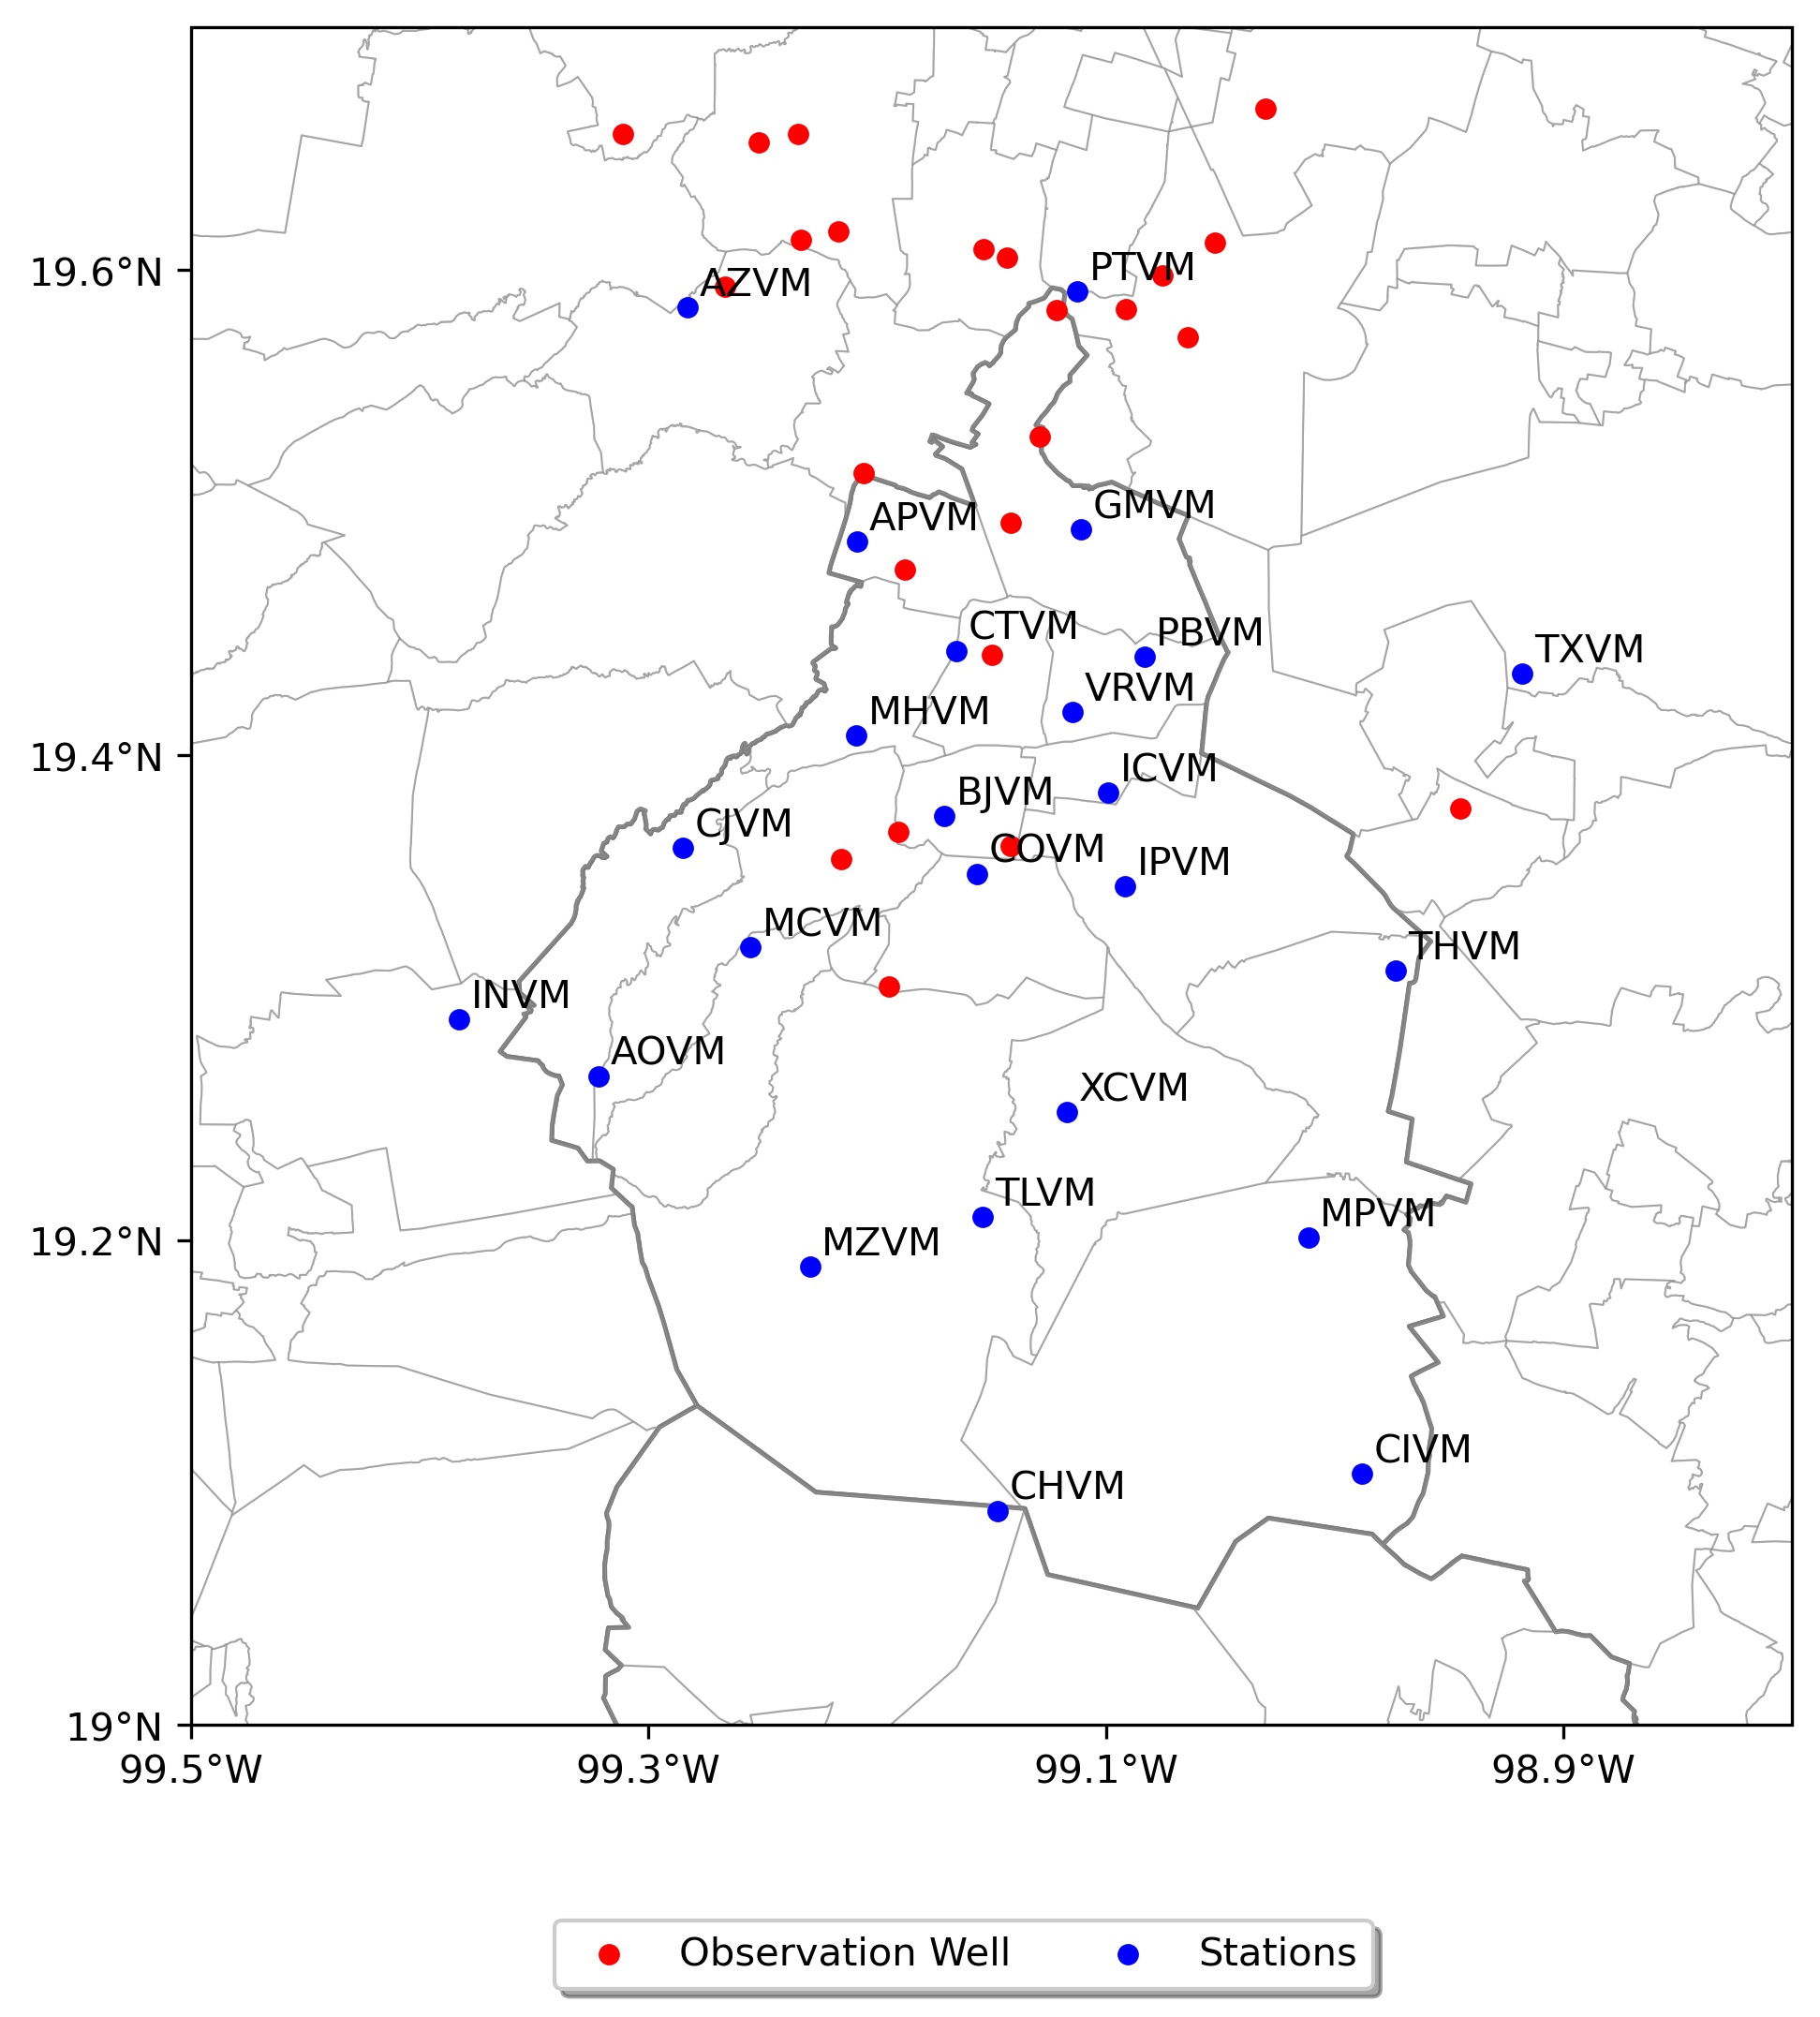 19.6°N
PTVM
AZVM
GMVM
APVM
CTVM
PBVM
TXVM
VRVM
MHVM
19.4°N
ICVM
BJVM
CJVM
COVM
IPVM
MCVM
THVM
INVM
AOVM
XCVM
TLVM
MPVM
19.2°N
MZVM
CIVM
CHVM
19°N
99.5°W 99.3°W 99.1°W 98.9°W
Observation Well Stations